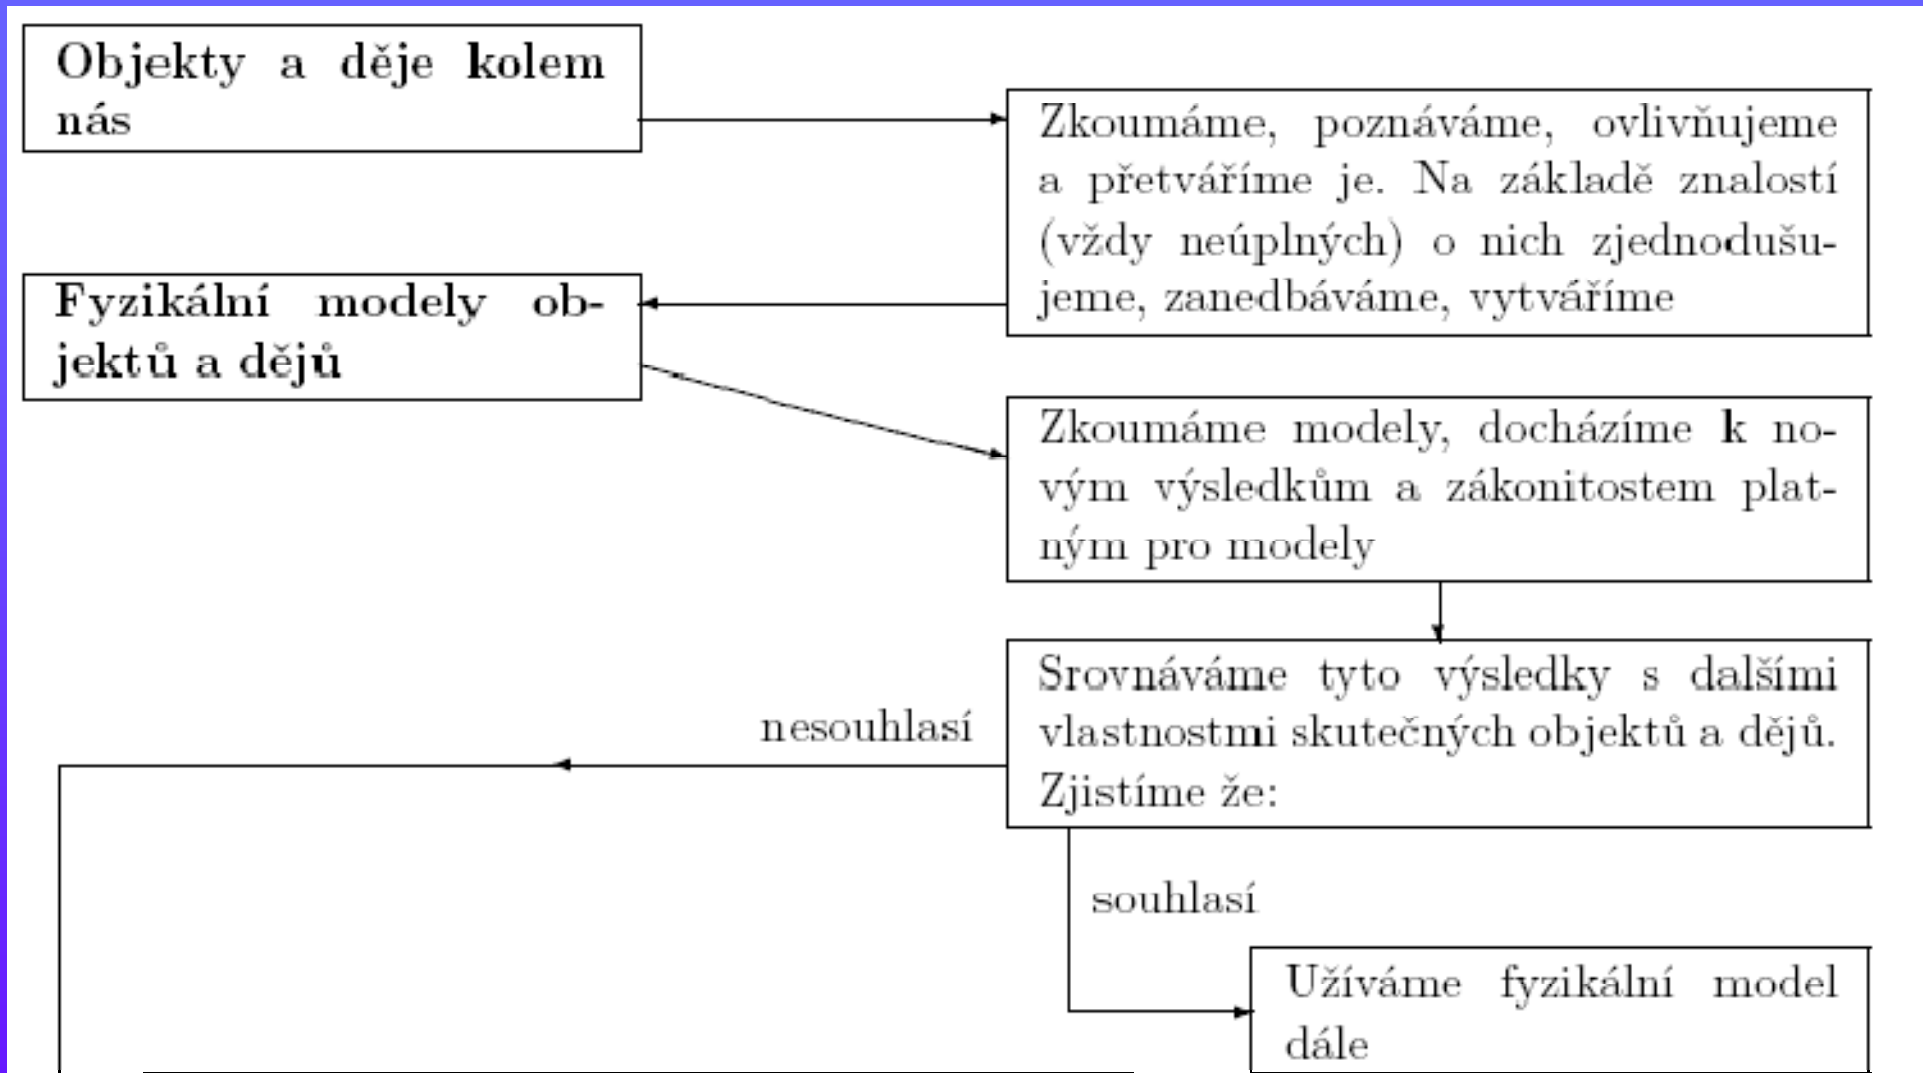 Objekty a děje kolem
nás
Zkoumáme, poznáváme, ovlivňujeme
a přetváříme je. Na základě znalostí
(vždy neúplných) o nich zjednodušu-
jeme, zanedbáváme, vytváříme
Fyzikální modely ob-
jektů a dějů
Zkoumáme modely, docházíme k no-
vým výsledkům a zákonitostem plat-
ným pro modely
Srovnáváme tyto výsledky s dalšími
vlastnostmi skutečných objektů a dějů.
Zjistíme že:
nesouhlasí
souhlasí
Užíváme fyzikální model
dále